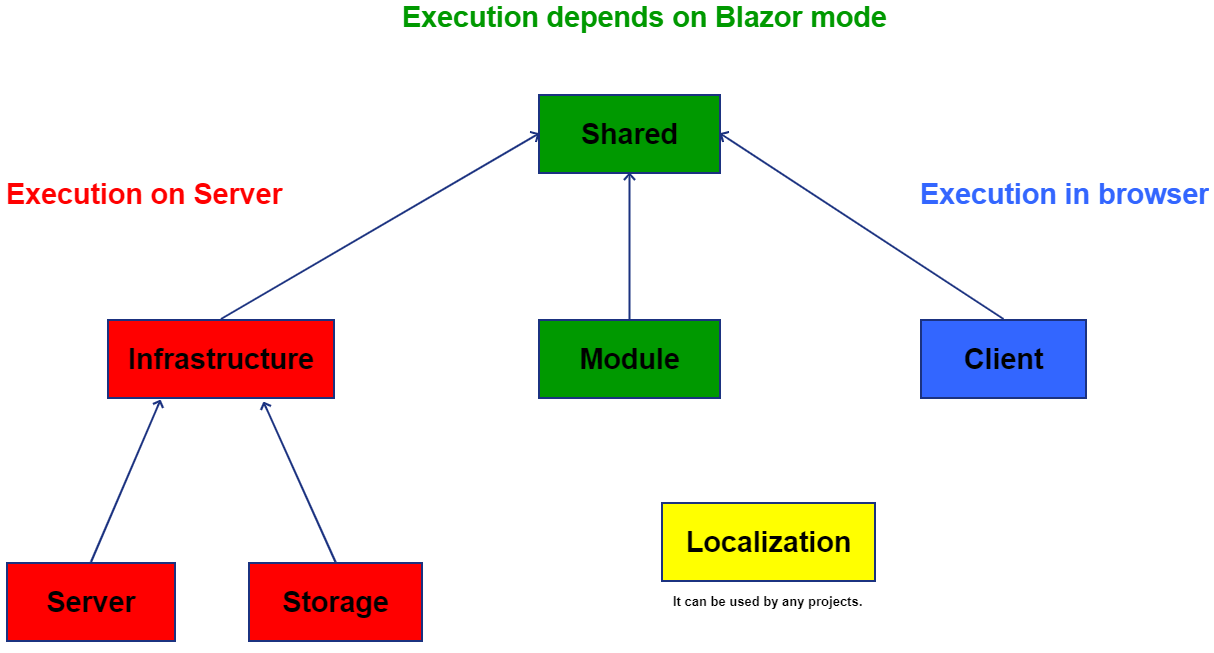 Execution depends on Blazor mode
Shared
Execution on Server
Execution in browser
Infrastructure
Module
Client
Localization
Server
Storage
It can be used by any projects.